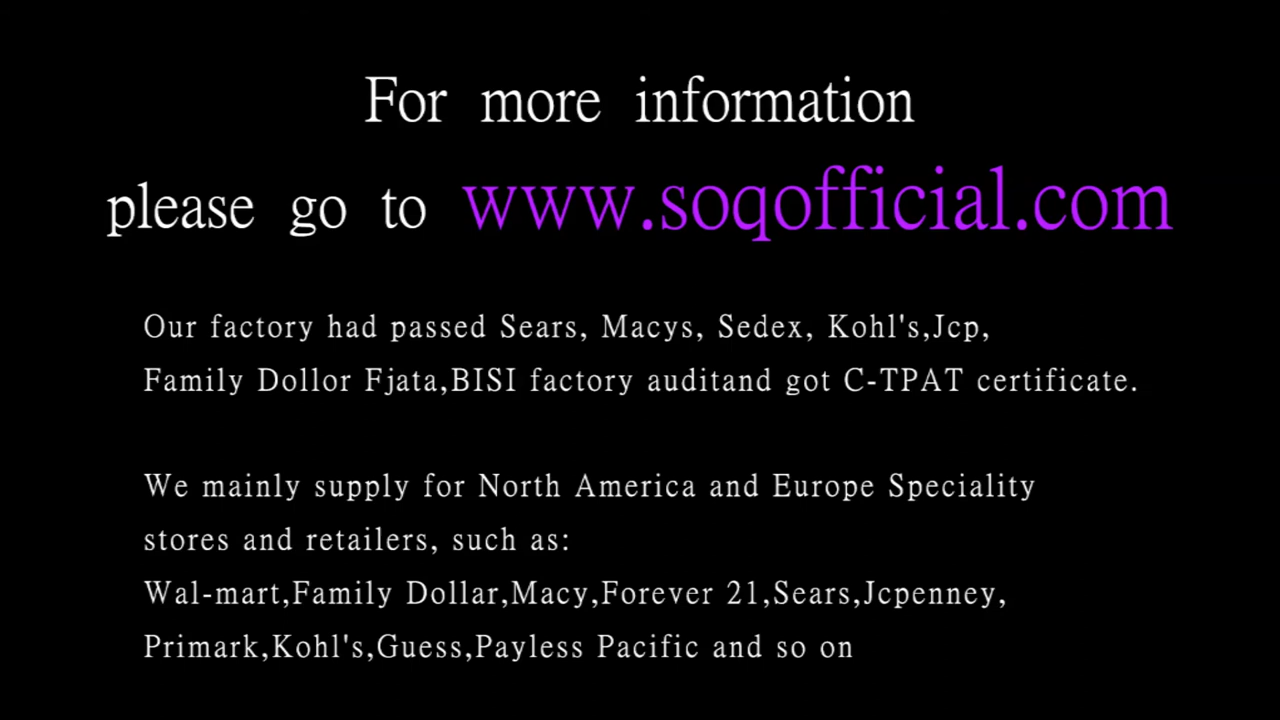 For more information
please go to www.soqofficial.com
Our factory had passed Sears, Macys, Sedex, Kohl's,Jcp,
Family Dollor Fjata,BISI factory auditand got C-TPAT certificate.
We mainly supply for North America and Europe Speciality
stores and retailers, such as:
Wal-mart,Family Dollar,Macy,Forever 21,Sears,Jcpenney,
Primark,Kohl's,Guess,Payless Pacific and so on